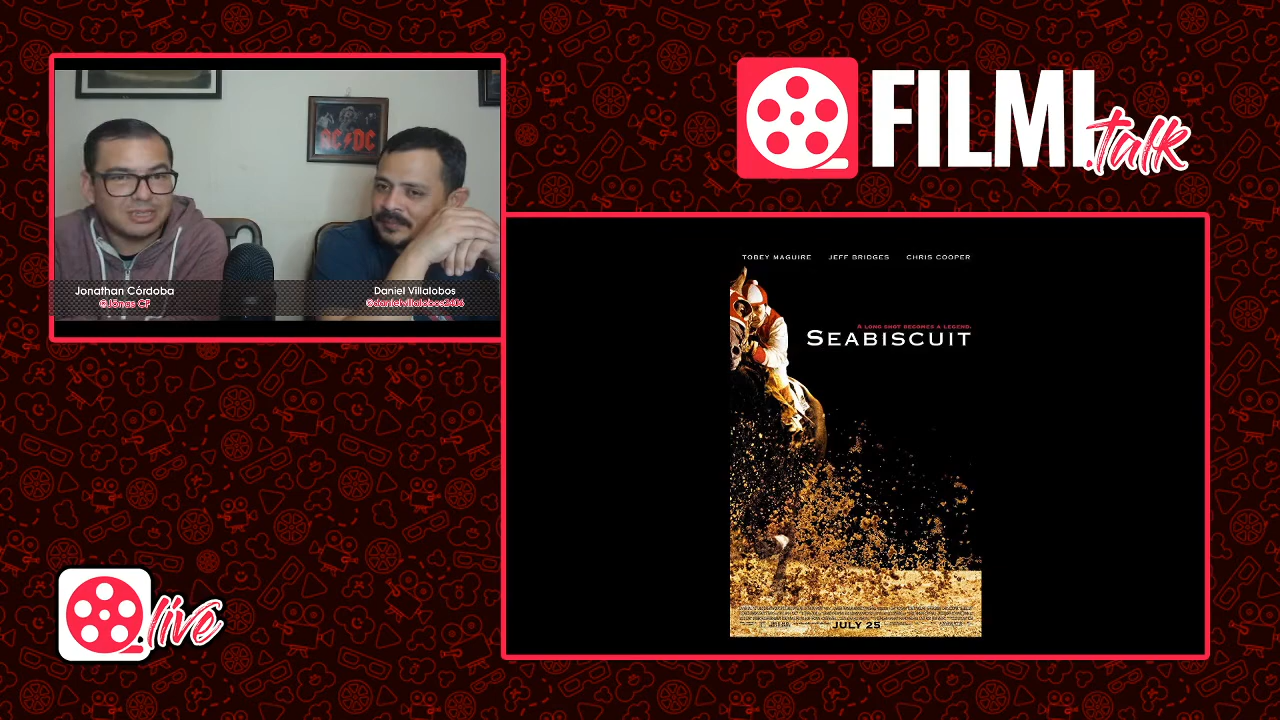 AC/DC
Jonathan Córdoba
@Jönas CF
Daniel Villalobos
@danielvillalobos2406
FILMI
.talk
TOBEY MAGUIRE JEFF BRIDGES CHRIS COOPER
A LONG SHOT BECOMES A LEGEND.
SEABISCUIT
JULY 25
.live